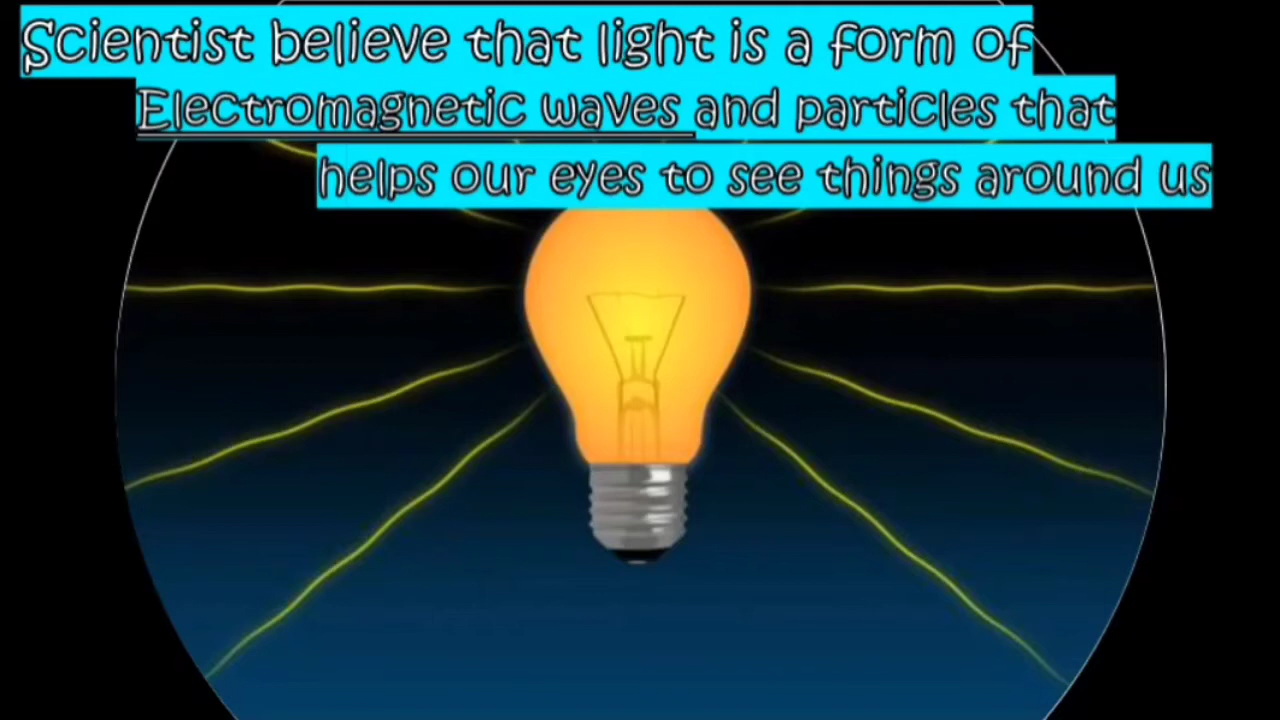 Scientist believe that light is a form of
Electromagnetic waves and particles that
helps our eyes to see things around us